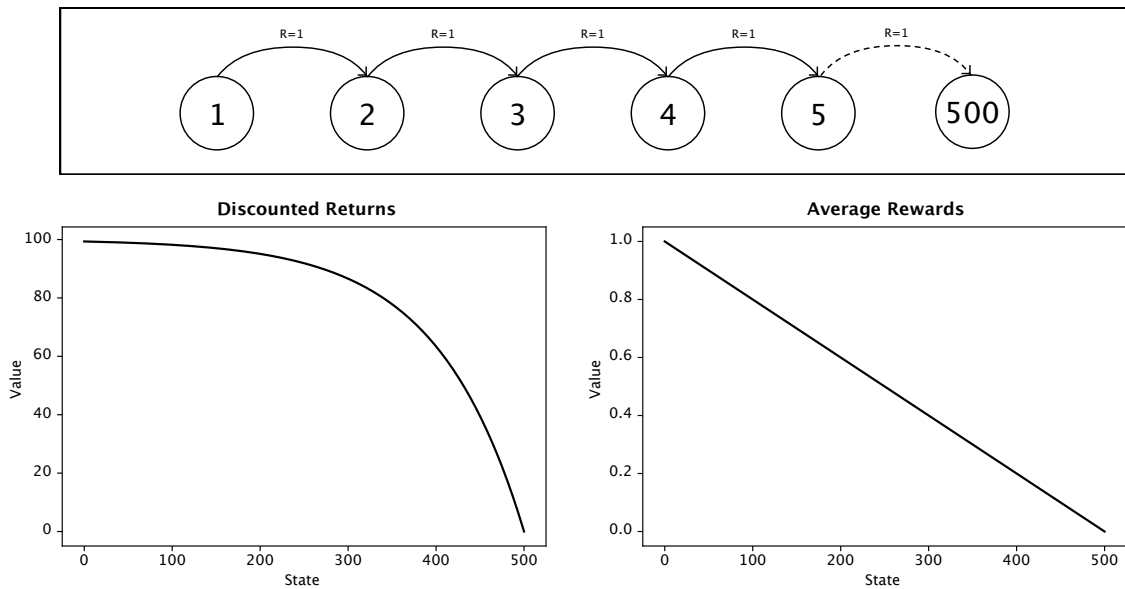 R=1 R=1 R=1 R=1 R=1
1 2 3 4 5 500
Discounted Returns
100
80
60
40
20
0
Value
0 100 200 300 400 500
State
Average Rewards
1.0
0.8
0.6
0.4
0.2
0.0
Value
0 100 200 300 400 500
State